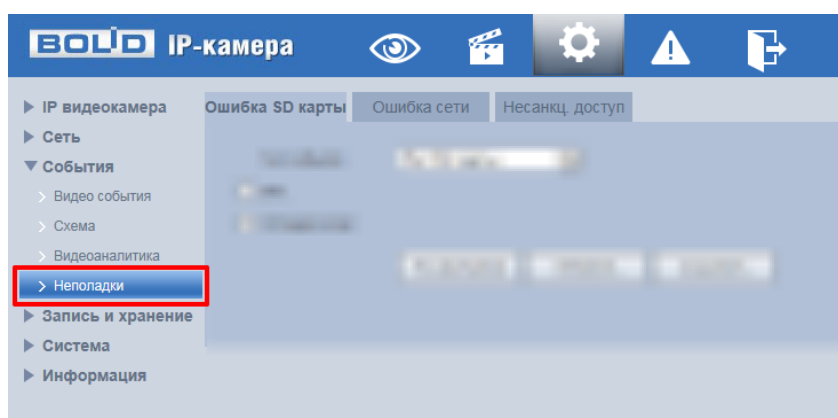 BOLID IP-камера
Ошибка SD карты Ошибка сети Несанкц. доступ
IP видеокамера
Сеть
События
Видео события
Схема
Видеоаналитика
Неполадки
Запись и хранение
Система
Информация